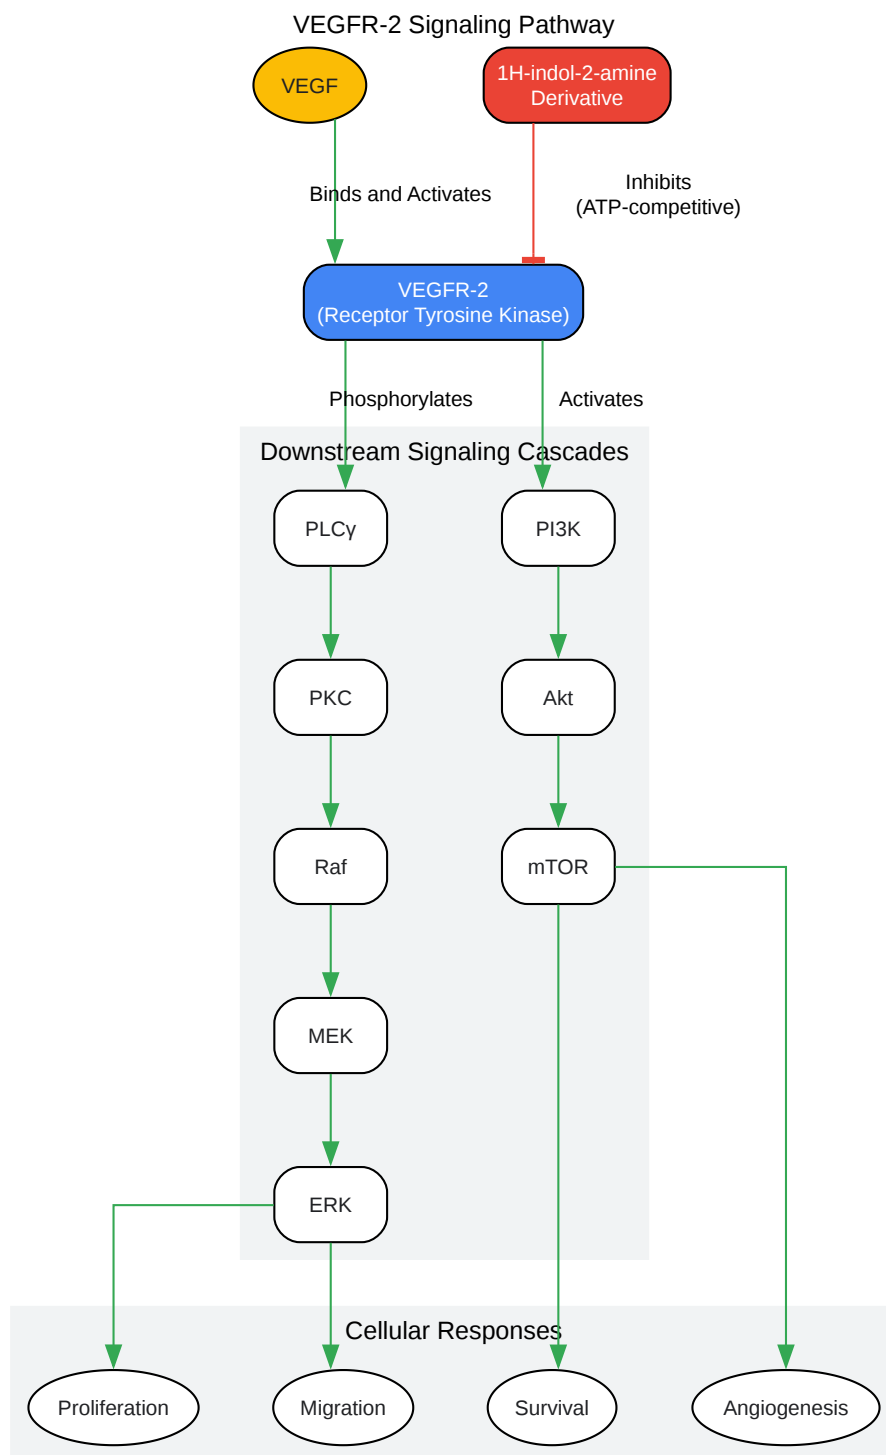 VEGFR-2 Signaling Pathway
VEGF
1H-indol-2-amine
Derivative
Binds and Activates
Inhibits
(ATP-competitive)
VEGFR-2
(Receptor Tyrosine Kinase)
Phosphorylates
Activates
Downstream Signaling Cascades
PLCγ
PI3K
PKC
Akt
Raf
mTOR
MEK
ERK
Cellular Responses
Proliferation
Migration
Survival
Angiogenesis